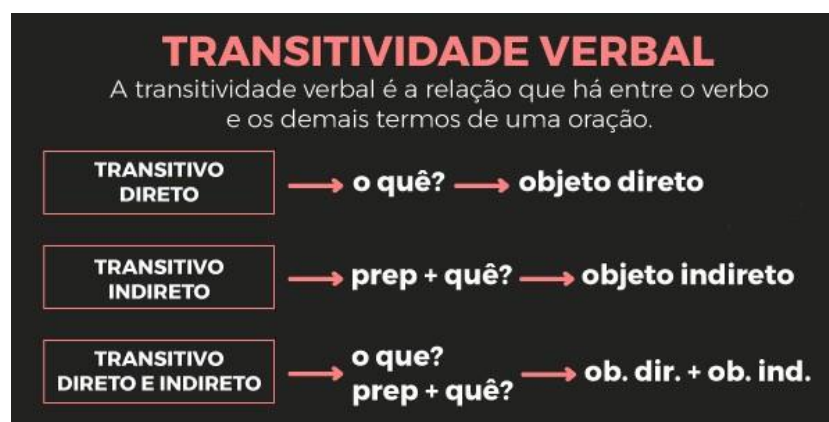 TRANSITIVIDADE VERBAL
A transitividade verbal é a relação que há entre o verbo
e os demais termos de uma oração.
TRANSITIVO
DIRETO
o quê?
objeto direto
TRANSITIVO
INDIRETO
prep + quê?
objeto indireto
TRANSITIVO
DIRETO E INDIRETO
o que?
prep + quê?
ob. dir. + ob. ind.